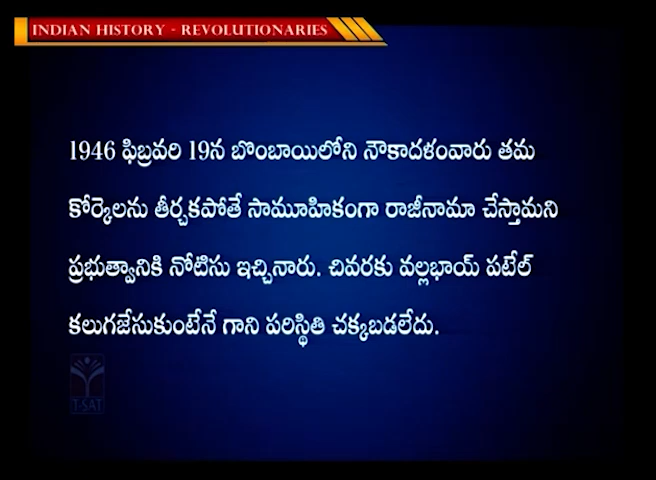 INDIAN HISTORY - REVOLUTIONARIES
1946 ఫిబ్రవరి 19న బొంబాయిలోని నౌకాదళంవారు తమ
కోర్కెలను తీర్చకపోతే సామూహికంగా రాజీనామా చేస్తామని
ప్రభుత్వానికి నోటిసు ఇచ్చినారు. చివరకు వల్లభాయ్ పటేల్
కలుగజేసుకుంటేనే గాని పరిస్థితి చక్కబడలేదు.
T-SAT